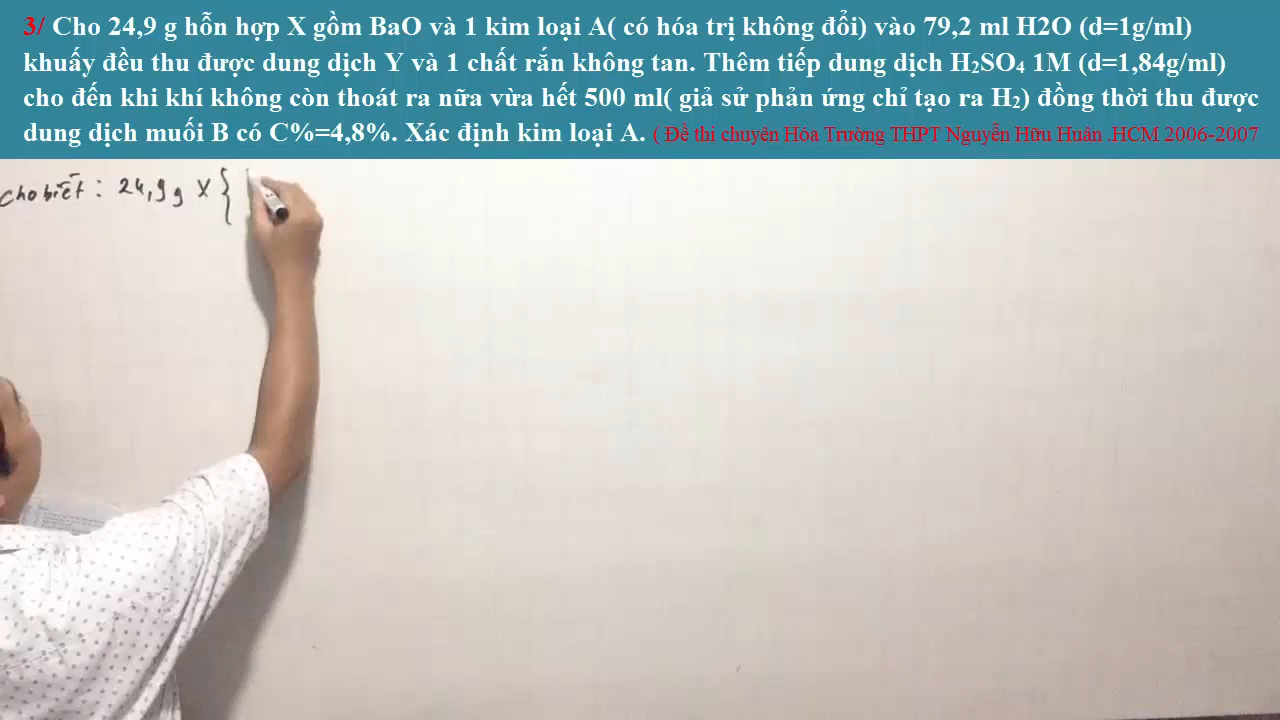 3/ Cho 24,9 g hỗn hợp X gồm BaO và 1 kim loại A( có hóa trị không đổi) vào 79,2 ml H2O (d=1g/ml)
khuấy đều thu được dung dịch Y và 1 chất rắn không tan. Thêm tiếp dung dịch H₂SO₄ 1M (d=1,84g/ml)
cho đến khi khí không còn thoát ra nữa vừa hết 500 ml( giả sử phản ứng chỉ tạo ra H₂) đồng thời thu được
dung dịch muối B có C%=4,8%. Xác định kim loại A. ( Đề thi chuyên Hóa Trường THPT Nguyễn Hữu Huân .HCM 2006-2007
Cho biết : 24,9g X {